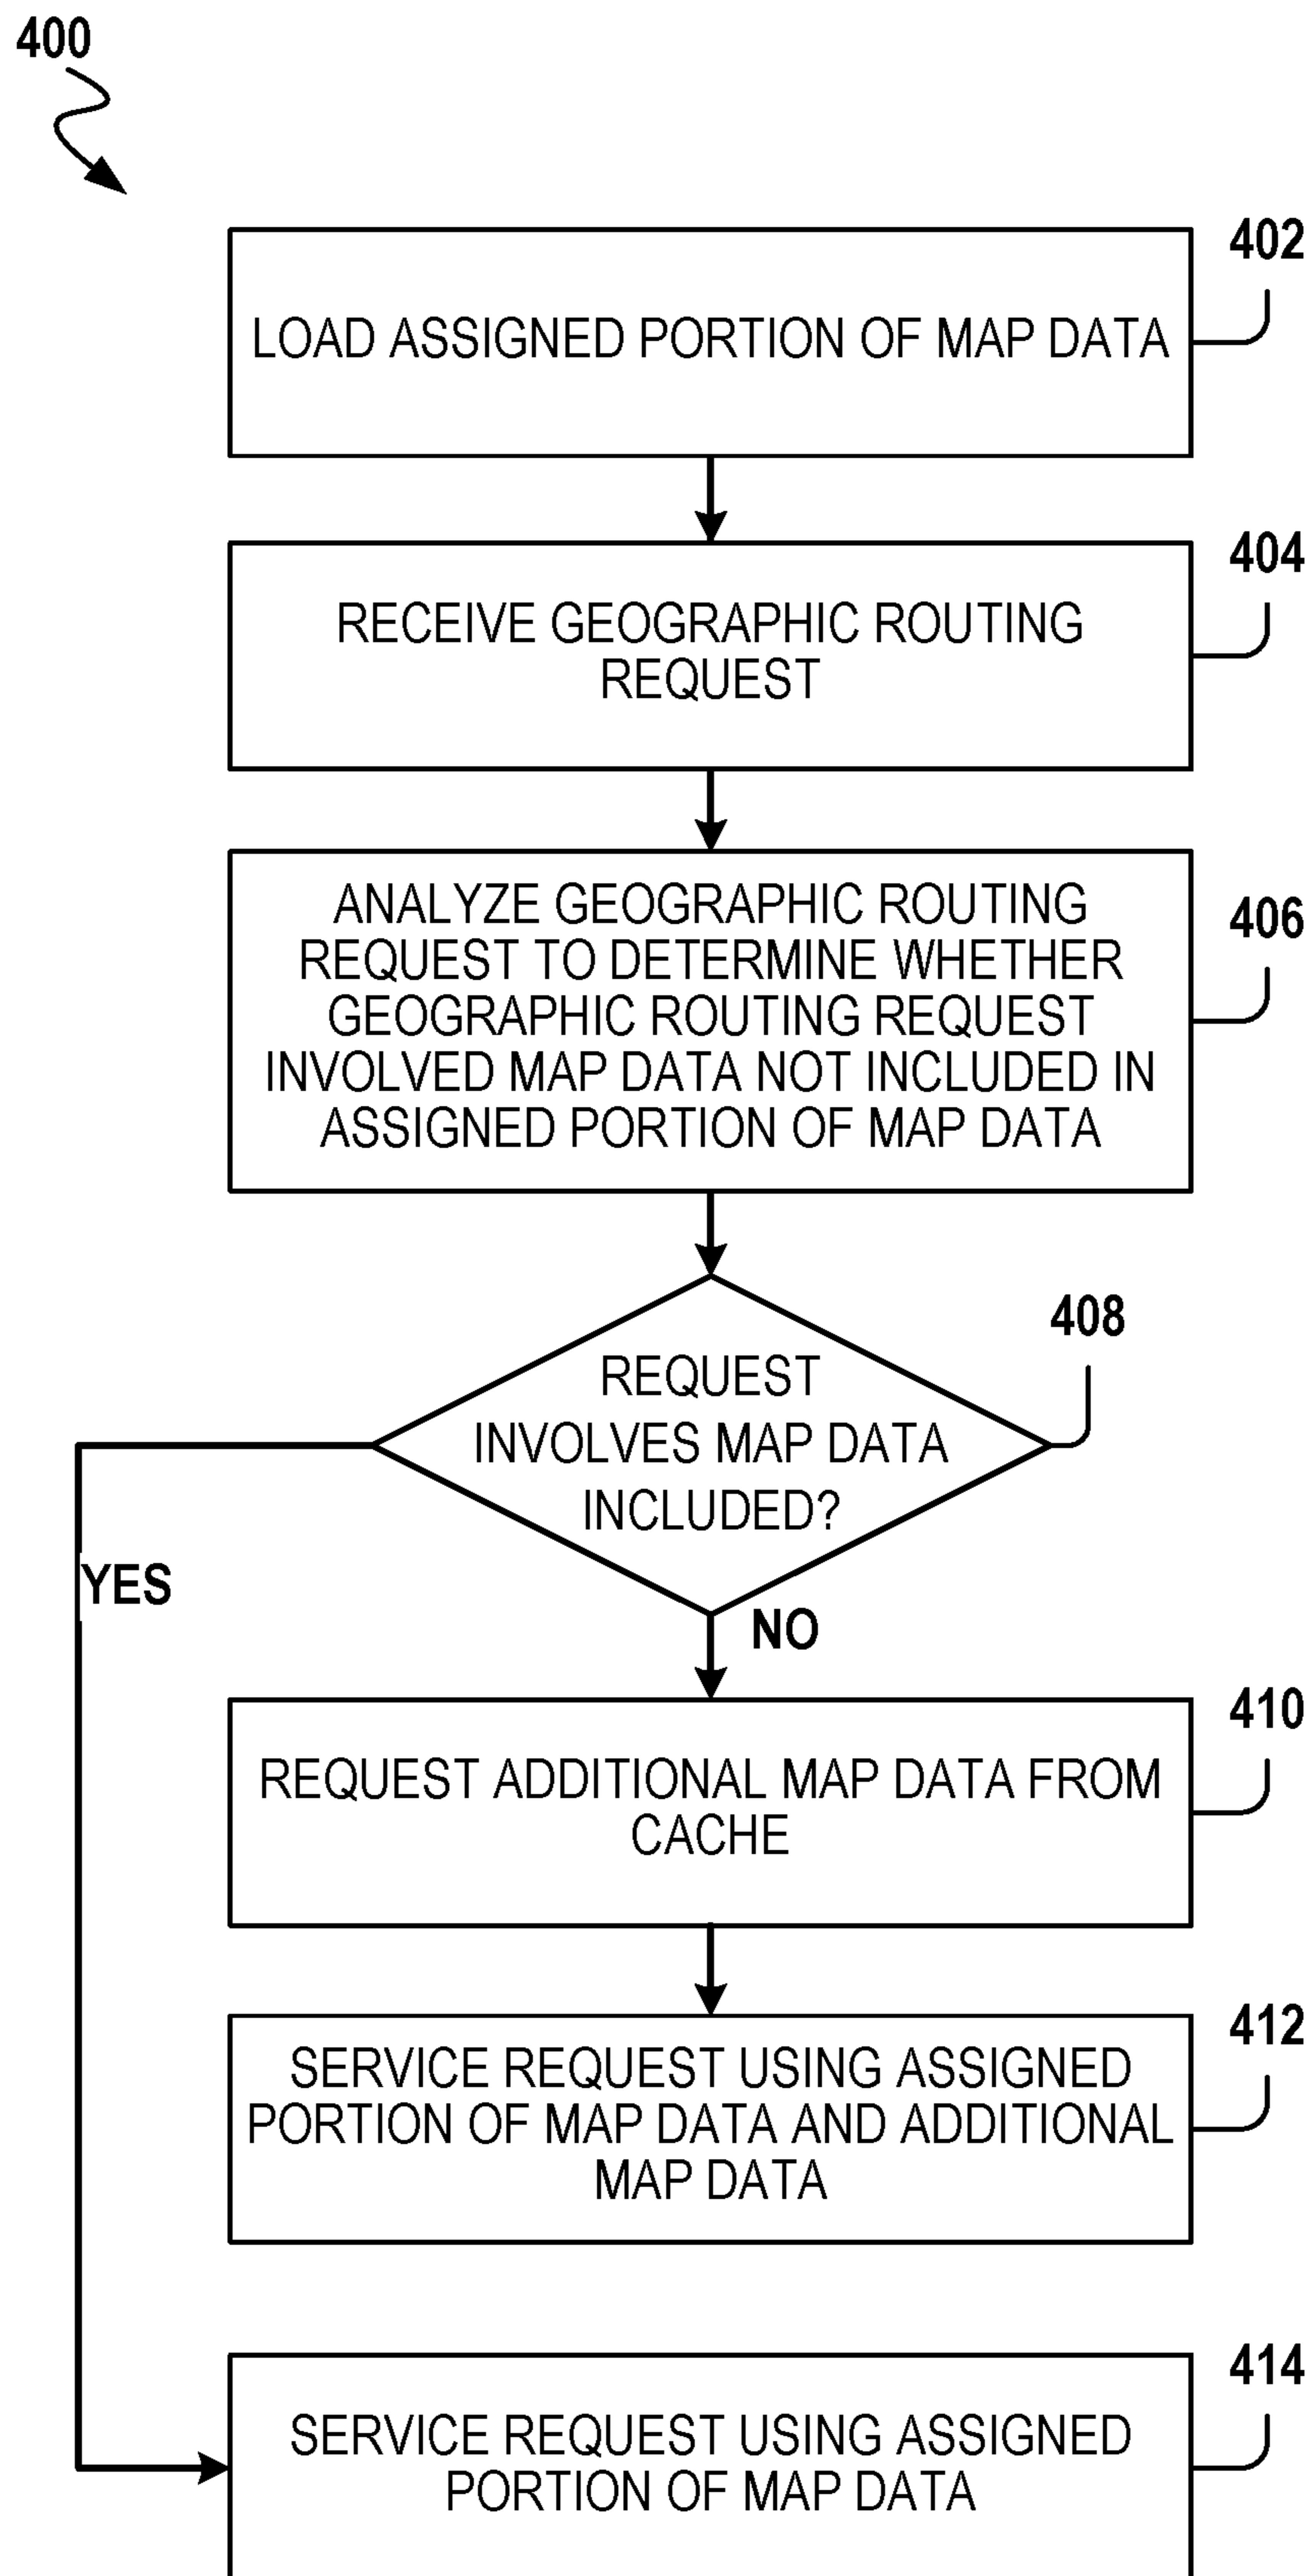 400
402
LOAD ASSIGNED PORTION OF MAP DATA
404
RECEIVE GEOGRAPHIC ROUTING
REQUEST
406
ANALYZE GEOGRAPHIC ROUTING
REQUEST TO DETERMINE WHETHER
GEOGRAPHIC ROUTING REQUEST
INVOLVED MAP DATA NOT INCLUDED IN
ASSIGNED PORTION OF MAP DATA
408
REQUEST
INVOLVES MAP DATA
INCLUDED?
YES
NO
410
REQUEST ADDITIONAL MAP DATA FROM
CACHE
412
SERVICE REQUEST USING ASSIGNED
PORTION OF MAP DATA AND ADDITIONAL
MAP DATA
414
SERVICE REQUEST USING ASSIGNED
PORTION OF MAP DATA